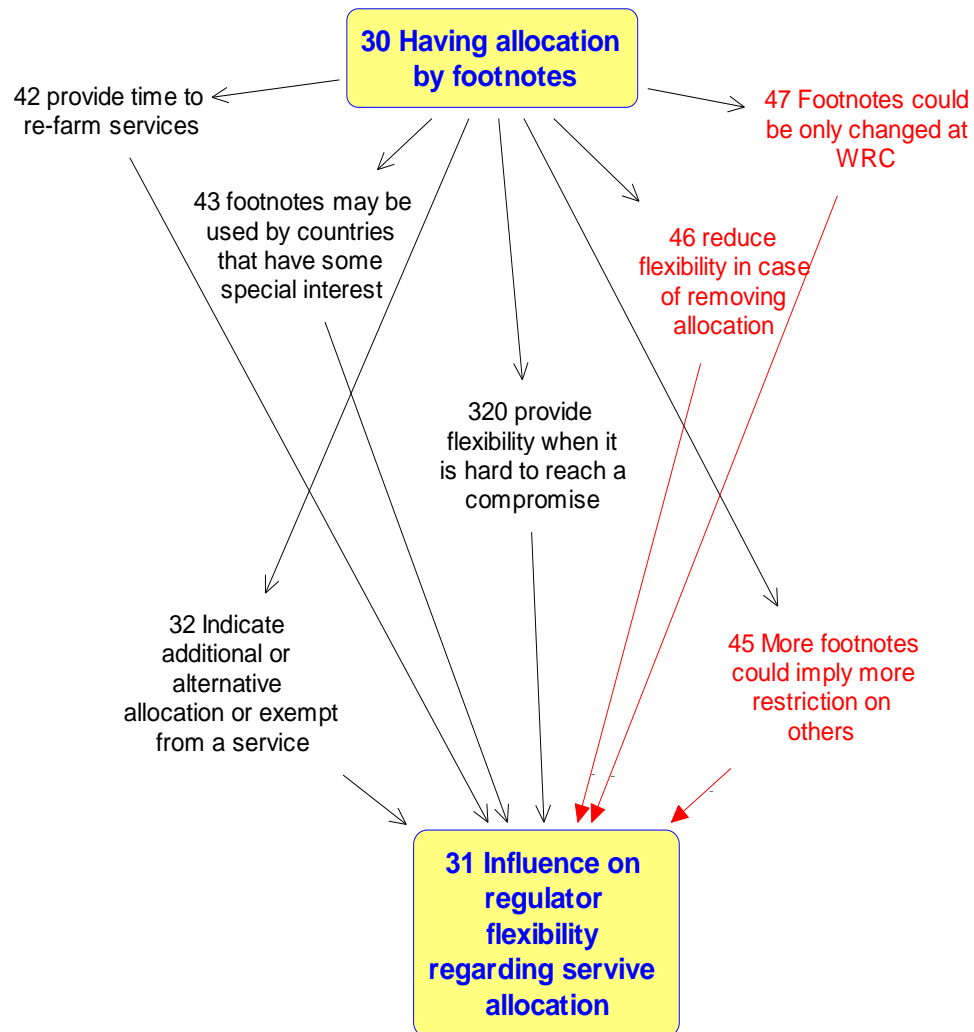 30 Having allocation
by footnotes
42 provide time to
re-farm services
47 Footnotes could
be only changed at
WRC
43 footnotes may be
used by countries
that have some
special interest
46 reduce
flexibility in case
of removing
allocation
320 provide
flexibility when it
is hard to reach a
compromise
32 Indicate
additional or
alternative
allocation or exempt
from a service
45 More footnotes
could imply more
restriction on
others
31 Influence on
regulator
flexibility
regarding servive
allocation